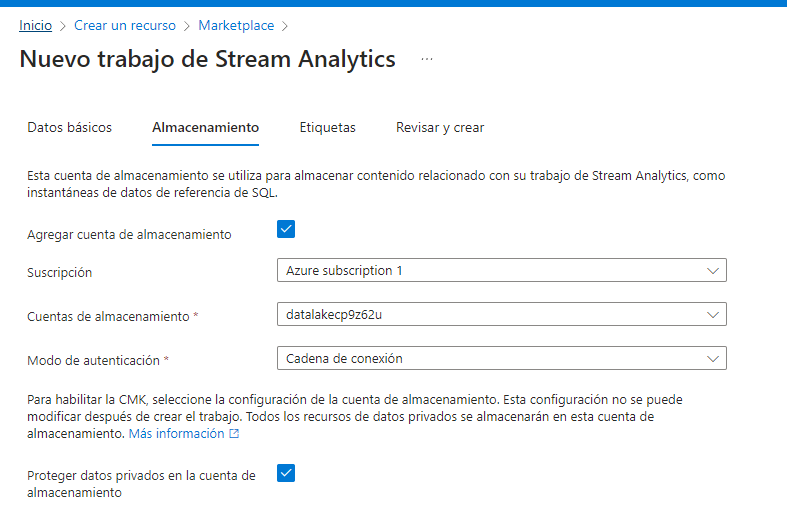 Inicio > Crear un recurso > Marketplace >
Nuevo trabajo de Stream Analytics ...
Datos básicos Almacenamiento Etiquetas Revisar y crear
Esta cuenta de almacenamiento se utiliza para almacenar contenido relacionado con su trabajo de Stream Analytics, como
instantáneas de datos de referencia de SQL.
Agregar cuenta de almacenamiento
Suscripción Azure subscription 1
Cuentas de almacenamiento * datalakecp9z62u
Modo de autenticación * Cadena de conexión
Para habilitar la CMK, seleccione la configuración de la cuenta de almacenamiento. Esta configuración no se puede
modificar después de crear el trabajo. Todos los recursos de datos privados se almacenarán en esta cuenta de
almacenamiento. Más información
Proteger datos privados en la cuenta de
almacenamiento